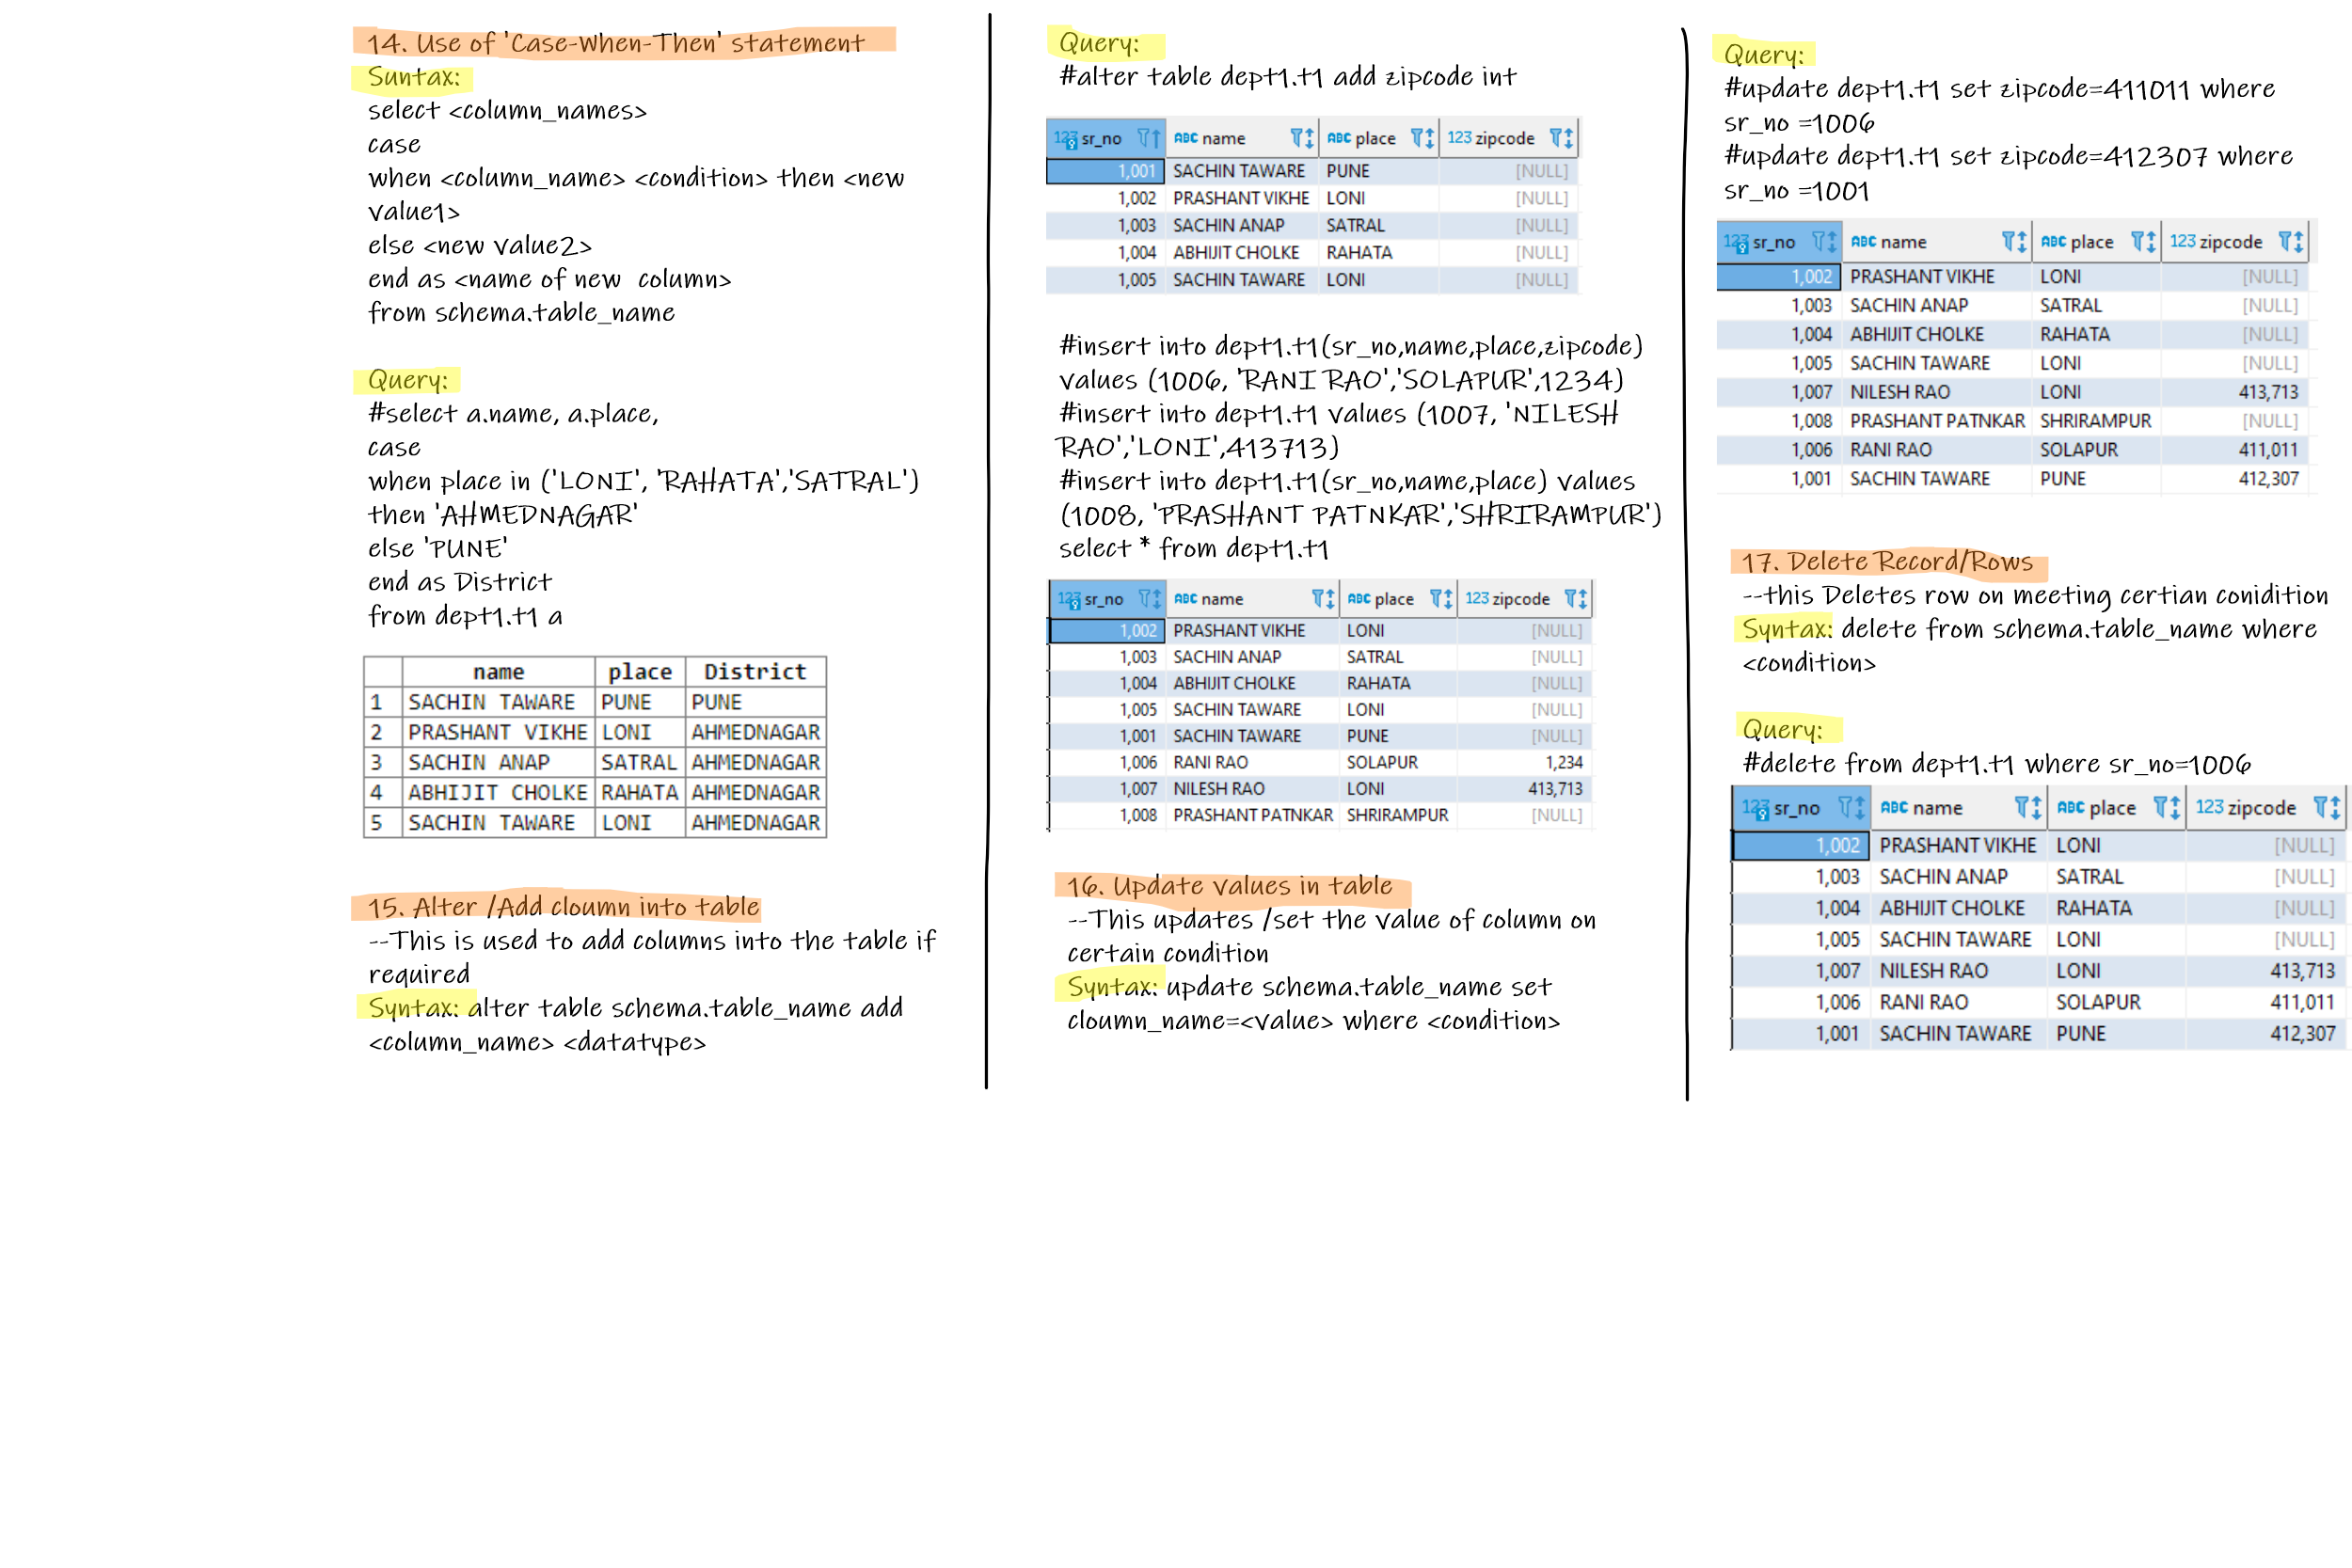 14. Use of 'Case-When-Then' statement
Suntax:
select <column_names>
case
when <column_name> <condition> then <new
value1>
else <new value2>
end as <name of new  column>
from schema.table_name
Query:
#select a.name, a.place,
case
when place in ('LONI', 'RAHATA','SATRAL')
then 'AHMEDNAGAR'
else 'PUNE'
end as District
from dept1.t1 a
name place District
1 SACHIN TAWARE PUNE PUNE
2 PRASHANT VIKHE LONI AHMEDNAGAR
3 SACHIN ANAP SATRAL AHMEDNAGAR
4 ABHIJIT CHOLKE RAHATA AHMEDNAGAR
5 SACHIN TAWARE LONI AHMEDNAGAR
15. Alter /Add cloumn into table
--This is used to add columns into the table if
required
Syntax: alter table schema.table_name add
<column_name> <datatype>
Query:
#alter table dept1.t1 add zipcode int
123 sr_no ABC name ABC place 123 zipcode
1,001 SACHIN TAWARE PUNE [NULL]
1,002 PRASHANT VIKHE LONI [NULL]
1,003 SACHIN ANAP SATRAL [NULL]
1,004 ABHIJIT CHOLKE RAHATA [NULL]
1,005 SACHIN TAWARE LONI [NULL]
#insert into dept1.t1(sr_no,name,place,zipcode)
values (1006, 'RANI RAO','SOLAPUR',1234)
#insert into dept1.t1 values (1007, 'NILESH
RAO','LONI',413713)
#insert into dept1.t1(sr_no,name,place) values
(1008, 'PRASHANT PATNKAR','SHRIRAMPUR')
select * from dept1.t1
123 sr_no ABC name ABC place 123 zipcode
1,002 PRASHANT VIKHE LONI [NULL]
1,003 SACHIN ANAP SATRAL [NULL]
1,004 ABHIJIT CHOLKE RAHATA [NULL]
1,005 SACHIN TAWARE LONI [NULL]
1,001 SACHIN TAWARE PUNE [NULL]
1,006 RANI RAO SOLAPUR 1,234
1,007 NILESH RAO LONI 413,713
1,008 PRASHANT PATNKAR SHRIRAMPUR [NULL]
16. Update values in table
--This updates /set the value of column on
certain condition
Syntax: update schema.table_name set
cloumn_name=<value> where <condition>
Query:
#update dept1.t1 set zipcode=411011 where
sr_no =1006
#update dept1.t1 set zipcode=412307 where
sr_no =1001
123 sr_no ABC name ABC place 123 zipcode
1,002 PRASHANT VIKHE LONI [NULL]
1,003 SACHIN ANAP SATRAL [NULL]
1,004 ABHIJIT CHOLKE RAHATA [NULL]
1,005 SACHIN TAWARE LONI [NULL]
1,007 NILESH RAO LONI 413,713
1,008 PRASHANT PATNKAR SHRIRAMPUR [NULL]
1,006 RANI RAO SOLAPUR 411,011
1,001 SACHIN TAWARE PUNE 412,307
17. Delete Record/Rows
--this Deletes row on meeting certian conidition
Syntax: delete from schema.table_name where
<condition>
Query:
#delete from dept1.t1 where sr_no=1006
123 sr_no ABC name ABC place 123 zipcode
1,002 PRASHANT VIKHE LONI [NULL]
1,003 SACHIN ANAP SATRAL [NULL]
1,004 ABHIJIT CHOLKE RAHATA [NULL]
1,005 SACHIN TAWARE LONI [NULL]
1,007 NILESH RAO LONI 413,713
1,006 RANI RAO SOLAPUR 411,011
1,001 SACHIN TAWARE PUNE 412,307